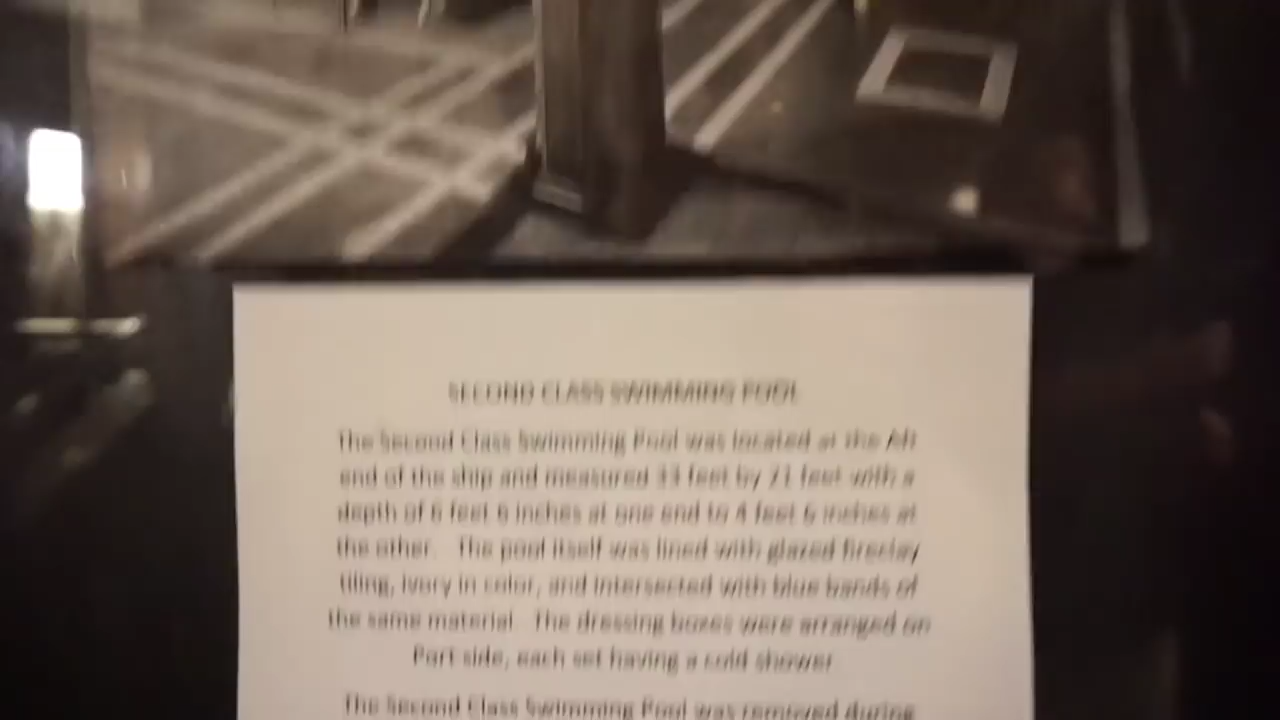 SECOND CLASS SWIMMING POOL
The Second Class Swimming Pool was located at the Aft
end of the ship and measured 33 feet by 21 feet with a
depth of 6 feet 6 inches at one end to 4 feet 6 inches at
the other. The pool itself was lined with glazed fireclay
tiling, ivory in color, and intersected with blue bands of
the same material. The dressing boxes were arranged on
Port side, each set having a cold shower
The Second Class Swimming Pool was removed during